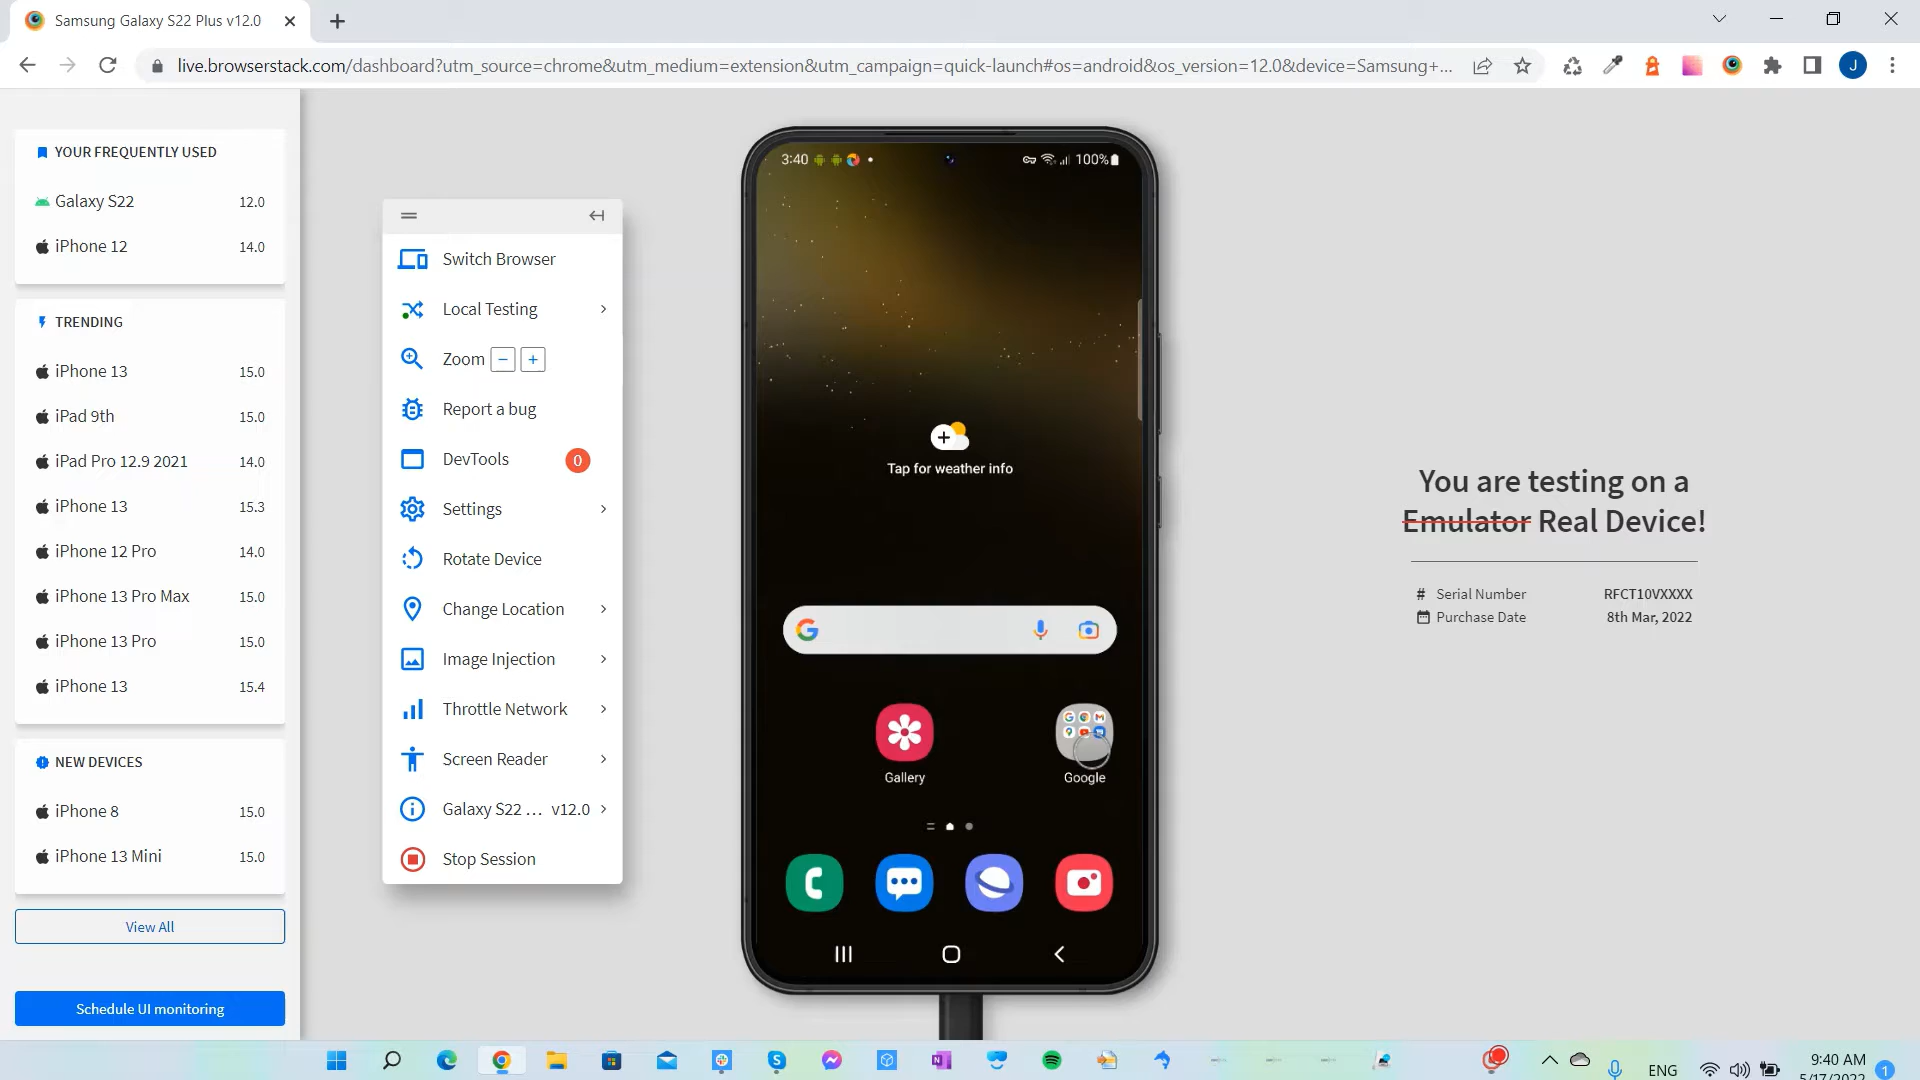 Samsung Galaxy S22 Plus v12.0
live.browserstack.com/dashboard?utm_source=chrome&utm_medium=extension&utm_campaign=quick-launch#os=android&os_version=12.0&device=Samsung+...
J
YOUR FREQUENTLY USED
Galaxy S22 12.0
iPhone 12 14.0
TRENDING
iPhone 13 15.0
iPad 9th 15.0
iPad Pro 12.9 2021 14.0
iPhone 13 15.3
iPhone 12 Pro 14.0
iPhone 13 Pro Max 15.0
iPhone 13 Pro 15.0
iPhone 13 15.4
NEW DEVICES
iPhone 8 15.0
iPhone 13 Mini 15.0
View All
Schedule UI monitoring
Switch Browser
Local Testing
Zoom
Report a bug
DevTools 0
Settings
Rotate Device
Change Location
Image Injection
Throttle Network
Screen Reader
Galaxy S22 ... v12.0
Stop Session
3:40 100%
Tap for weather info
Gallery
Google
You are testing on a
Emulator Real Device!
# Serial Number RFCT10VXXXX
Purchase Date 8th Mar, 2022
ENG
9:40 AM
5/17/2022
1